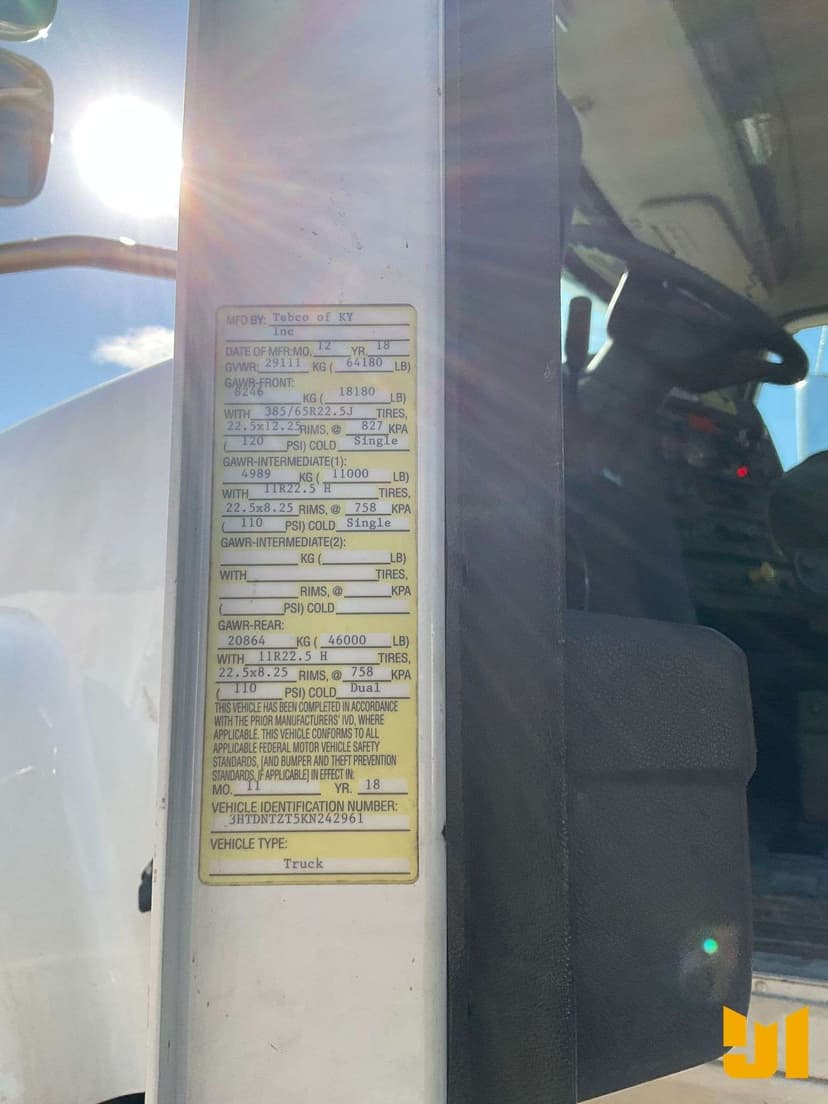 MFD BY: Tebco of KY
Inc
DATE OF MFR: MO. 12 YR. 18
GVWR: 29111 KG ( 64180 LB)
GAWR-FRONT:
8246 KG ( 18180 LB)
WITH 385/65R22.5J TIRES,
22.5x12.25 RIMS, @ 827 KPA
( 120 PSI) COLD Single
GAWR-INTERMEDIATE(1):
4989 KG ( 11000 LB)
WITH 11R22.5 H TIRES,
22.5x8.25 RIMS, @ 758 KPA
( 110 PSI) COLD Single
GAWR-INTERMEDIATE(2):
KG ( LB)
WITH TIRES,
RIMS, @ KPA
( PSI) COLD
GAWR-REAR:
20864 KG ( 46000 LB)
WITH 11R22.5 H TIRES,
22.5x8.25 RIMS, @ 758 KPA
( 110 PSI) COLD Dual
THIS VEHICLE HAS BEEN COMPLETED IN ACCORDANCE
WITH THE PRIOR MANUFACTURERS' IVD, WHERE
APPLICABLE. THIS VEHICLE CONFORMS TO ALL
APPLICABLE FEDERAL MOTOR VEHICLE SAFETY
STANDARDS, [AND BUMPER AND THEFT PREVENTION
STANDARDS, IF APPLICABLE] IN EFFECT IN:
MO. 11 YR. 18
VEHICLE IDENTIFICATION NUMBER:
3HTDNTZT5KN242961
VEHICLE TYPE:
Truck